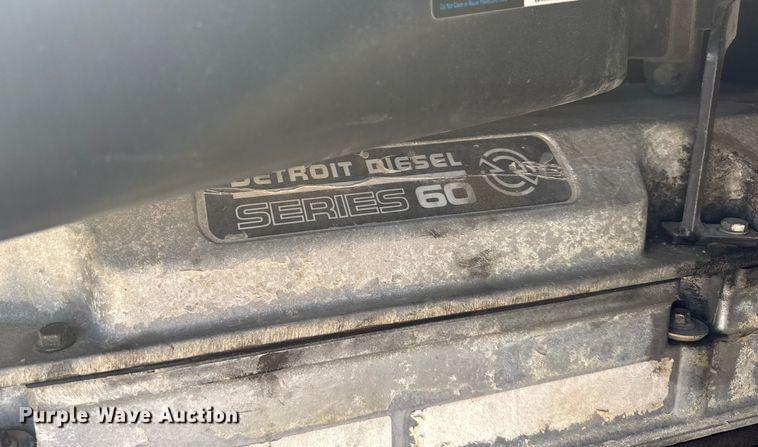 DETROIT DIESEL
SERIES 60
Purple Wave Auction